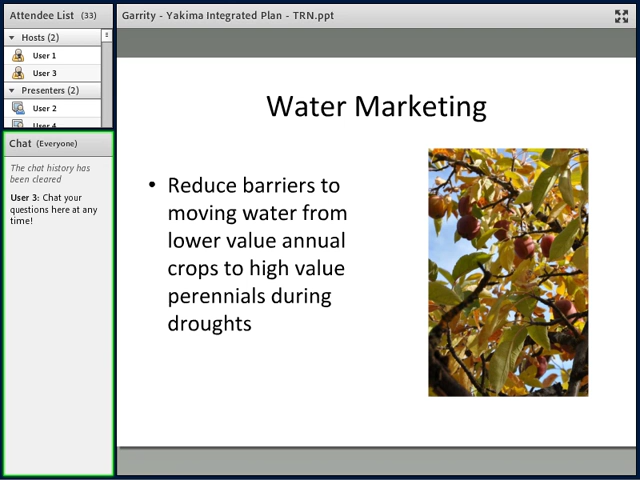 Attendee List (33)
Hosts (2)
User 1
User 3
Presenters (2)
User 2
User 4
Chat (Everyone)
The chat history has
been cleared
User 3: Chat your
questions here at any
time!
Garrity - Yakima Integrated Plan - TRN.ppt
Water Marketing
• Reduce barriers to
moving water from
lower value annual
crops to high value
perennials during
droughts